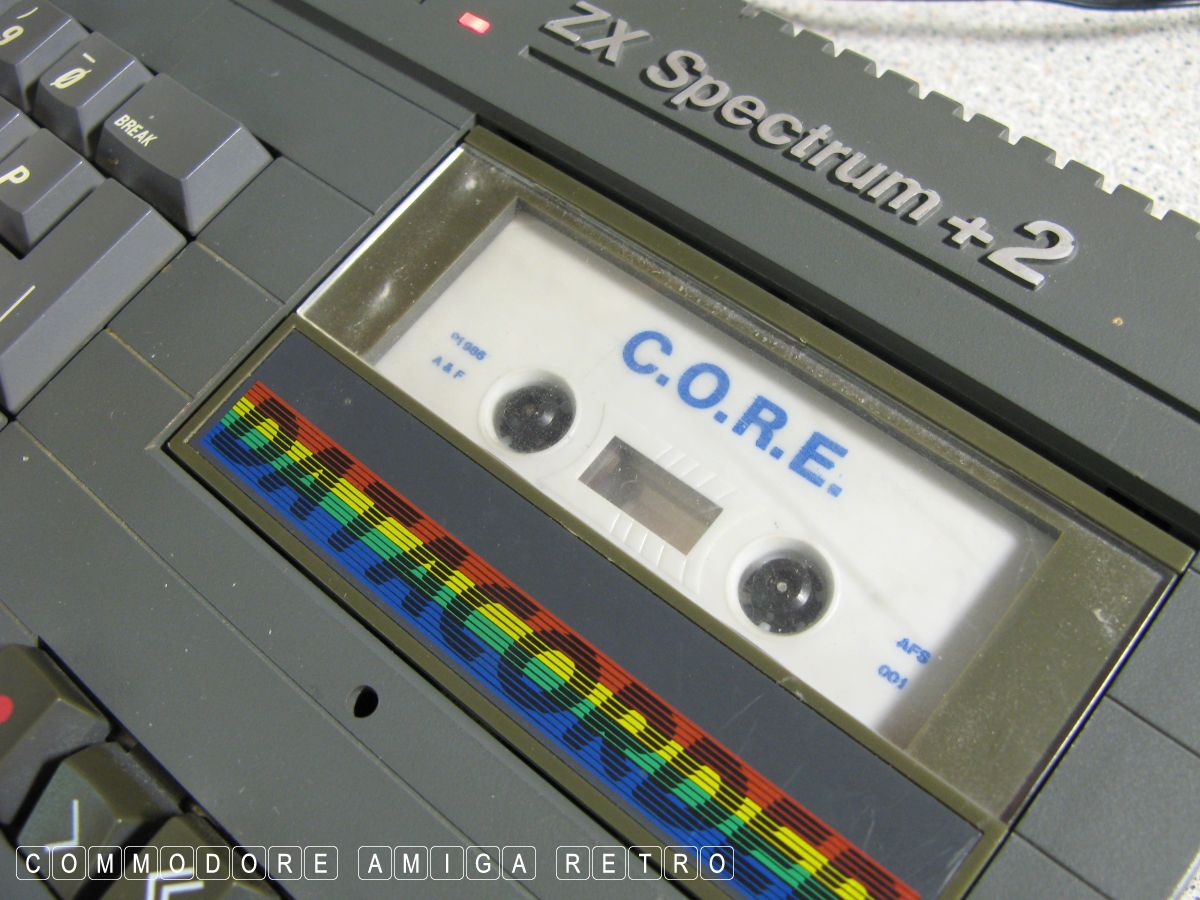 ZX Spectrum +2
9
0
BREAK
P
C.O.R.E.
©1986
A & F
AFS
001
DATACORDER
COMMODORE AMIGA RETRO